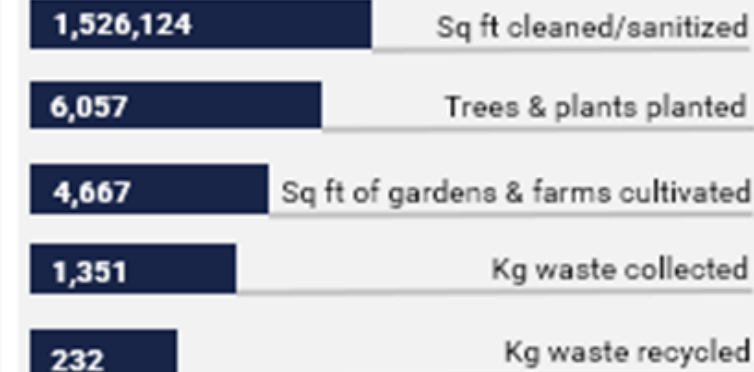 1,526,124 Sq ft cleaned/sanitized
6,057 Trees & plants planted
4,667 Sq ft of gardens & farms cultivated
1,351 Kg waste collected
232 Kg waste recycled